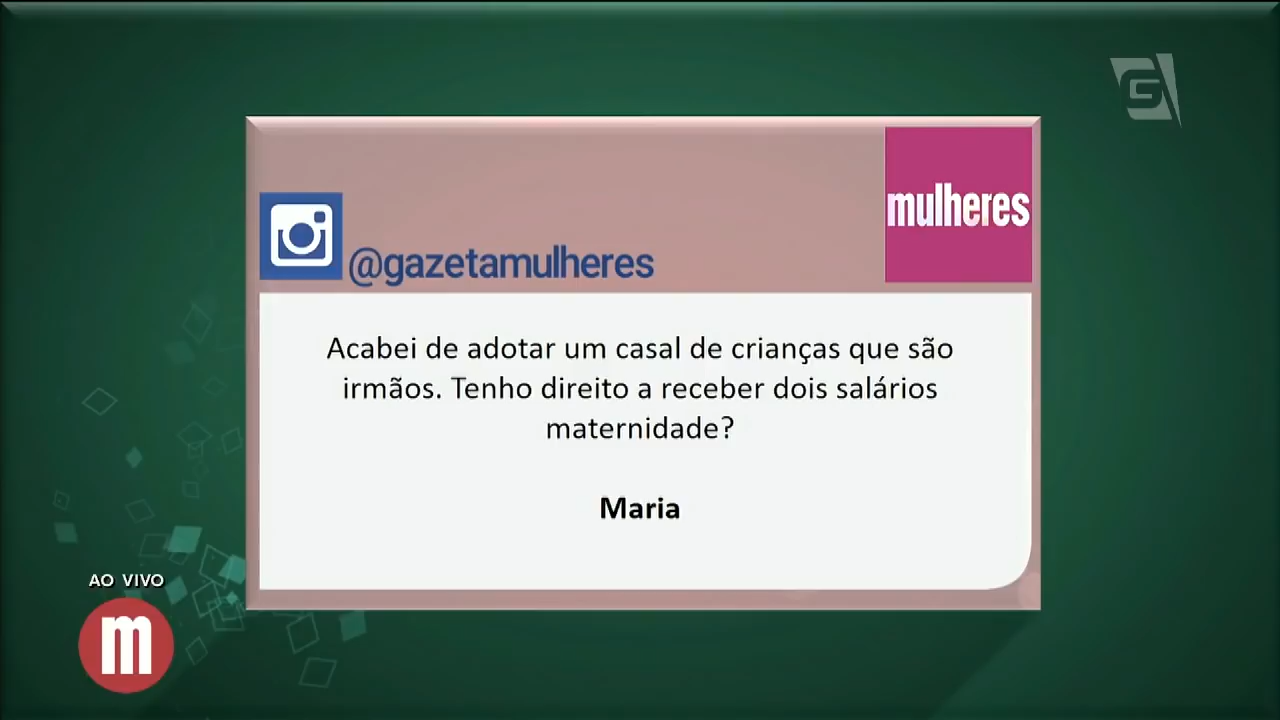 mulheres
@gazetamulheres
Acabei de adotar um casal de crianças que são
irmãos. Tenho direito a receber dois salários
maternidade?
Maria
AO VIVO
m
G